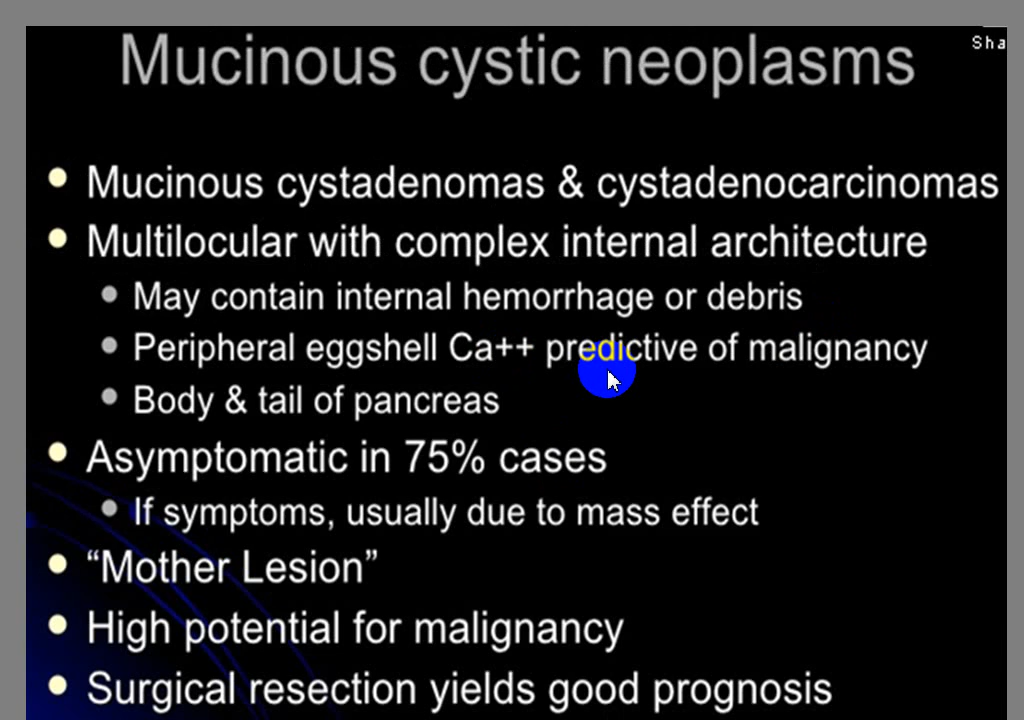 Mucinous cystic neoplasms
Sha
Mucinous cystadenomas & cystadenocarcinomas
Multilocular with complex internal architecture
May contain internal hemorrhage or debris
Peripheral eggshell Ca++ predictive of malignancy
Body & tail of pancreas
Asymptomatic in 75% cases
If symptoms, usually due to mass effect
“Mother Lesion”
High potential for malignancy
Surgical resection yields good prognosis